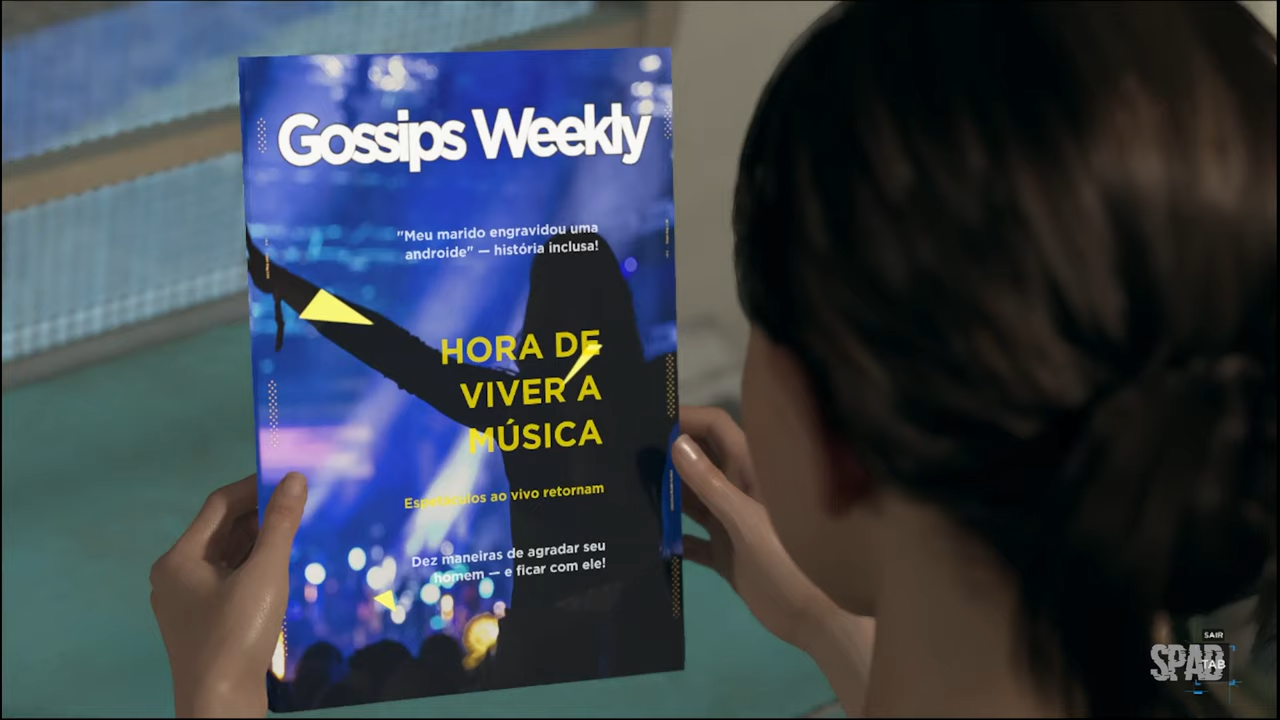 Gossips Weekly
"Meu marido engravidou uma
androide" — história inclusa!
HORA DE
VIVER A
MÚSICA
Espetáculos ao vivo retornam
Dez maneiras de agradar seu
homem — e ficar com ele!
SAIR
SPAD
TAB